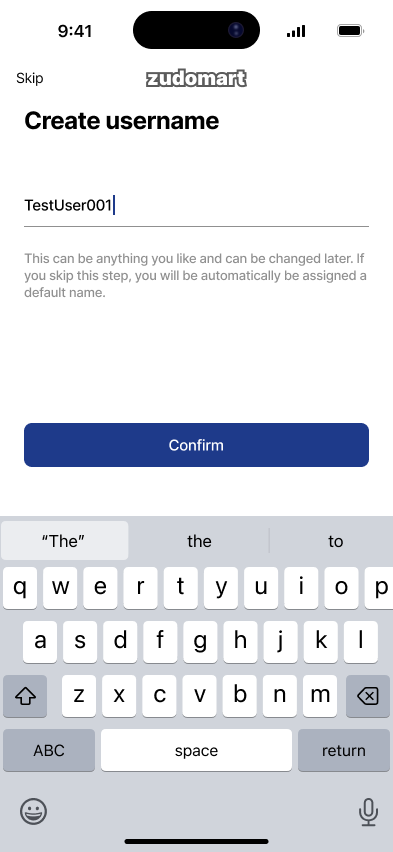 9:41
Skip
zudomart
Create username
TestUser001
This can be anything you like and can be changed later. If
you skip this step, you will be automatically be assigned a
default name.
Confirm
“The” the to
q w e r t y u i o p
a s d f g h j k l
z x c v b n m
ABC space return